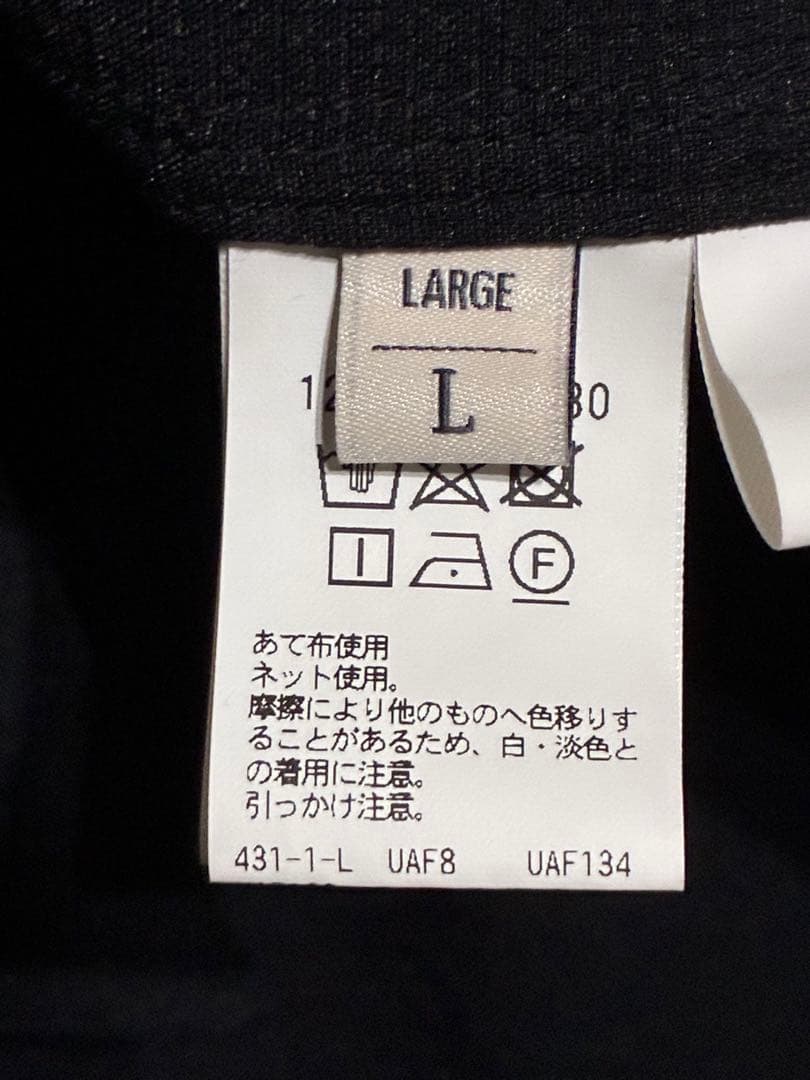 LARGE
L
あて布使用
ネット使用。
摩擦により他のものへ色移りす
ることがあるため、白・淡色と
の着用に注意。
引っかけ注意。
431-1-L UAF8 UAF134